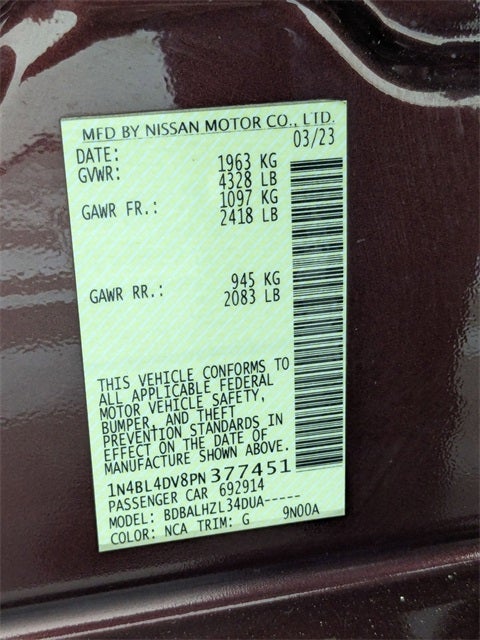 MFD BY NISSAN MOTOR CO., LTD.
DATE: 03/23
GVWR: 1963 KG
4328 LB
GAWR FR.: 1097 KG
2418 LB
GAWR RR.: 945 KG
2083 LB
THIS VEHICLE CONFORMS TO
ALL APPLICABLE FEDERAL
MOTOR VEHICLE SAFETY,
BUMPER, AND THEFT
PREVENTION STANDARDS IN
EFFECT ON THE DATE OF
MANUFACTURE SHOWN ABOVE.
1N4BL4DV8PN377451
PASSENGER CAR 692914
MODEL: BDBALHZL34DUA-----
COLOR: NCA TRIM: G 9N00A